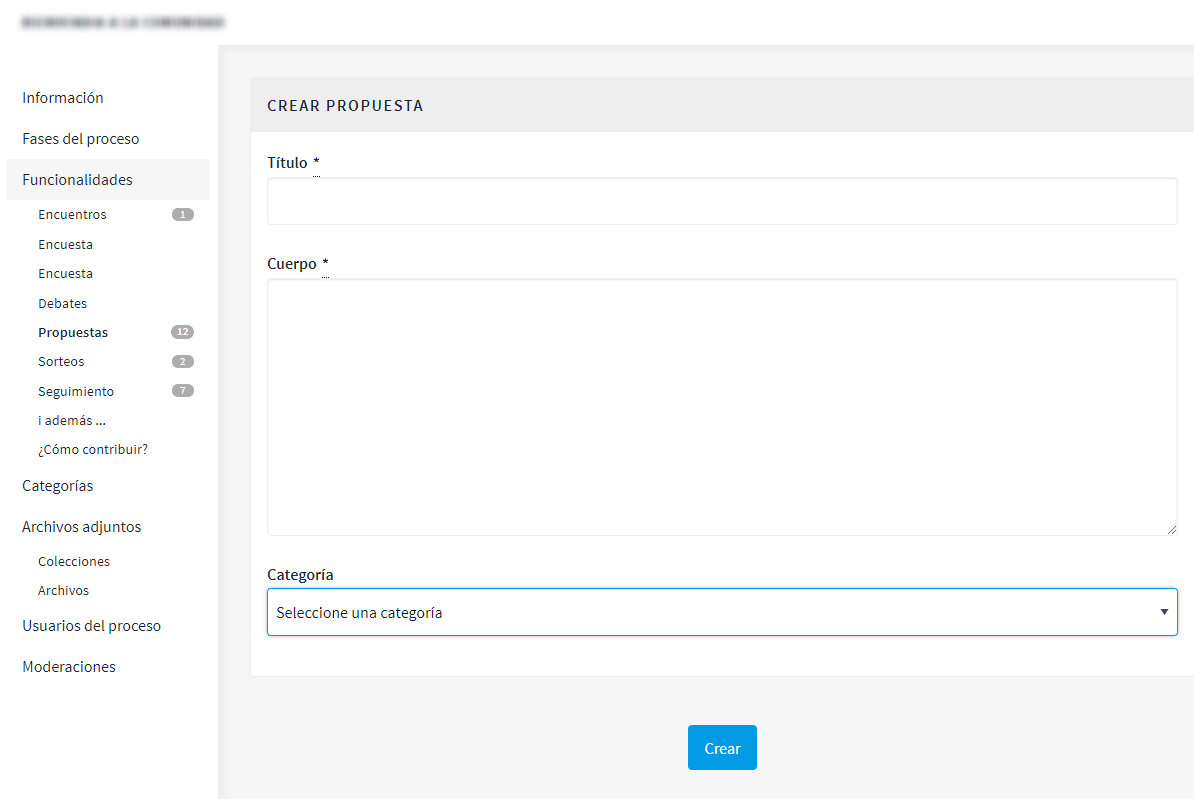 Información
Fases del proceso
Funcionalidades
Encuentros 1
Encuesta
Encuesta
Debates
Propuestas 12
Sorteos 2
Seguimiento 7
i además ...
¿Cómo contribuir?
Categorías
Archivos adjuntos
Colecciones
Archivos
Usuarios del proceso
Moderaciones
CREAR PROPUESTA
Título *
Cuerpo *
Categoría
Seleccione una categoría
Crear